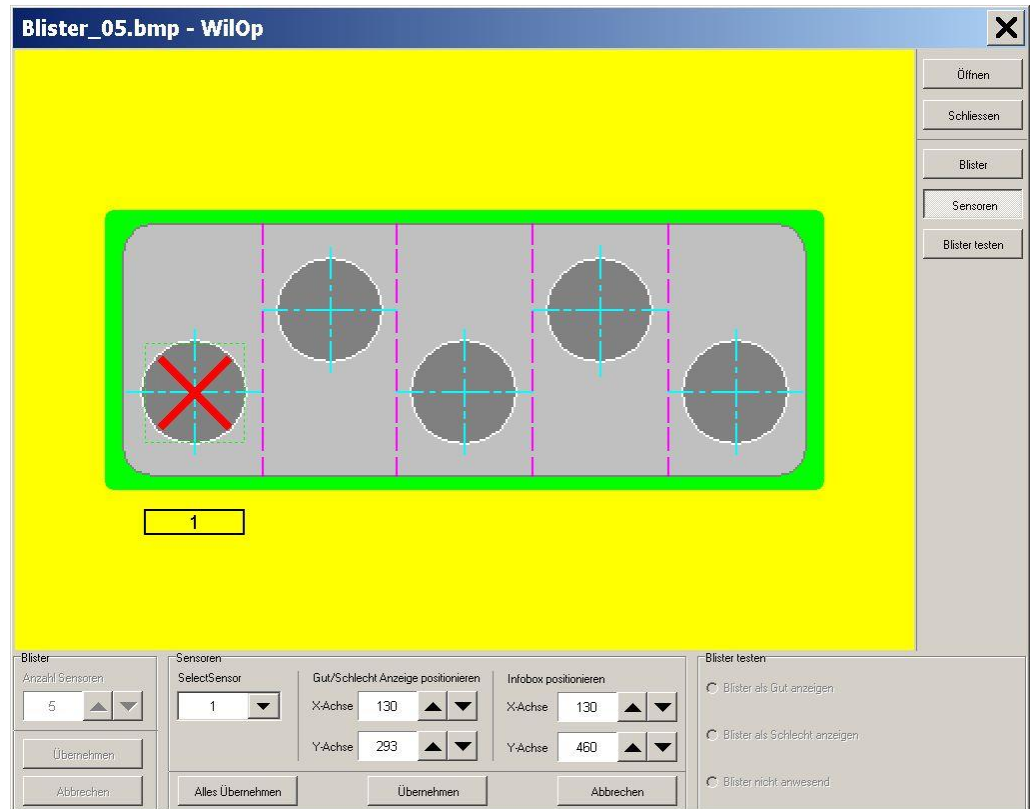 Blister_05.bmp - WilOp
Öffnen
Schliessen
Blister
Sensoren
Blister testen
1
Blister
Anzahl Sensoren
5
Übernehmen
Abbrechen
Sensoren
SelectSensor
1
Gut/Schlecht Anzeige positionieren
X-Achse 130
Y-Achse 293
Infobox positionieren
X-Achse 130
Y-Achse 460
Alles Übernehmen
Übernehmen
Abbrechen
Blister testen
Blister als Gut anzeigen
Blister als Schlecht anzeigen
Blister nicht anwesend